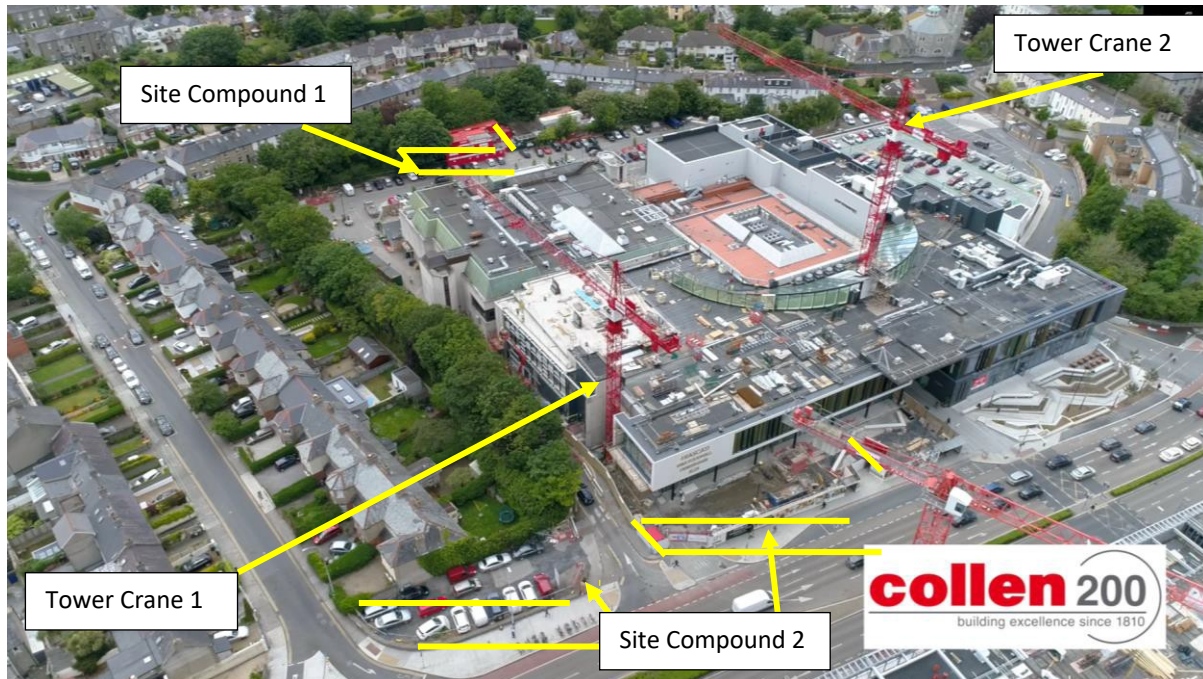 Tower Crane 2
Site Compound 1
Tower Crane 1
Site Compound 2
collen 200
building excellence since 1810